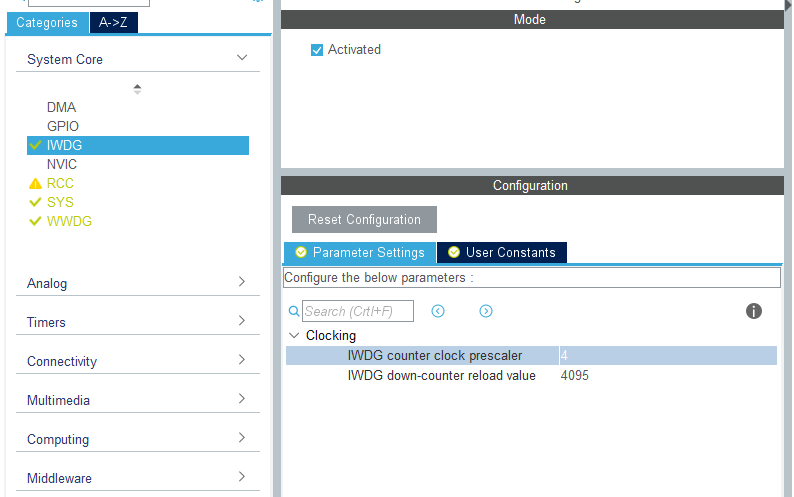 Categories
A->Z
System Core
DMA
GPIO
IWDG
NVIC
RCC
SYS
WWDG
Analog
Timers
Connectivity
Multimedia
Computing
Middleware
Mode
Activated
Configuration
Reset Configuration
Parameter Settings
User Constants
Configure the below parameters :
Search (Crtl+F)
Clocking
IWDG counter clock prescaler 4
IWDG down-counter reload value 4095